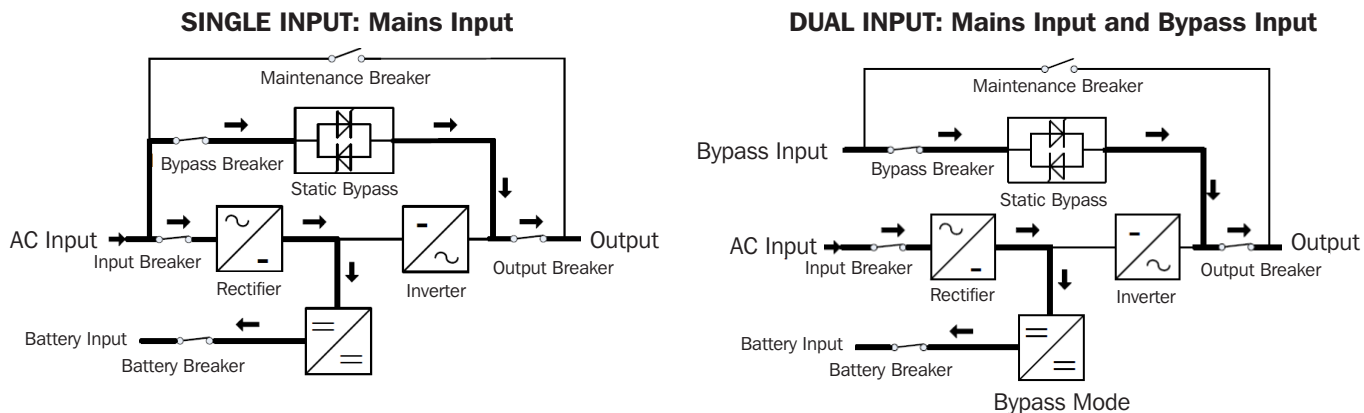 SINGLE INPUT: Mains Input
Maintenance Breaker
Bypass Breaker
Static Bypass
AC Input
Input Breaker
Rectifier
Inverter
Output Breaker
Output
Battery Input
Battery Breaker
DUAL INPUT: Mains Input and Bypass Input
Maintenance Breaker
Bypass Input
Bypass Breaker
Static Bypass
AC Input
Input Breaker
Rectifier
Inverter
Output Breaker
Output
Battery Input
Battery Breaker
Bypass Mode